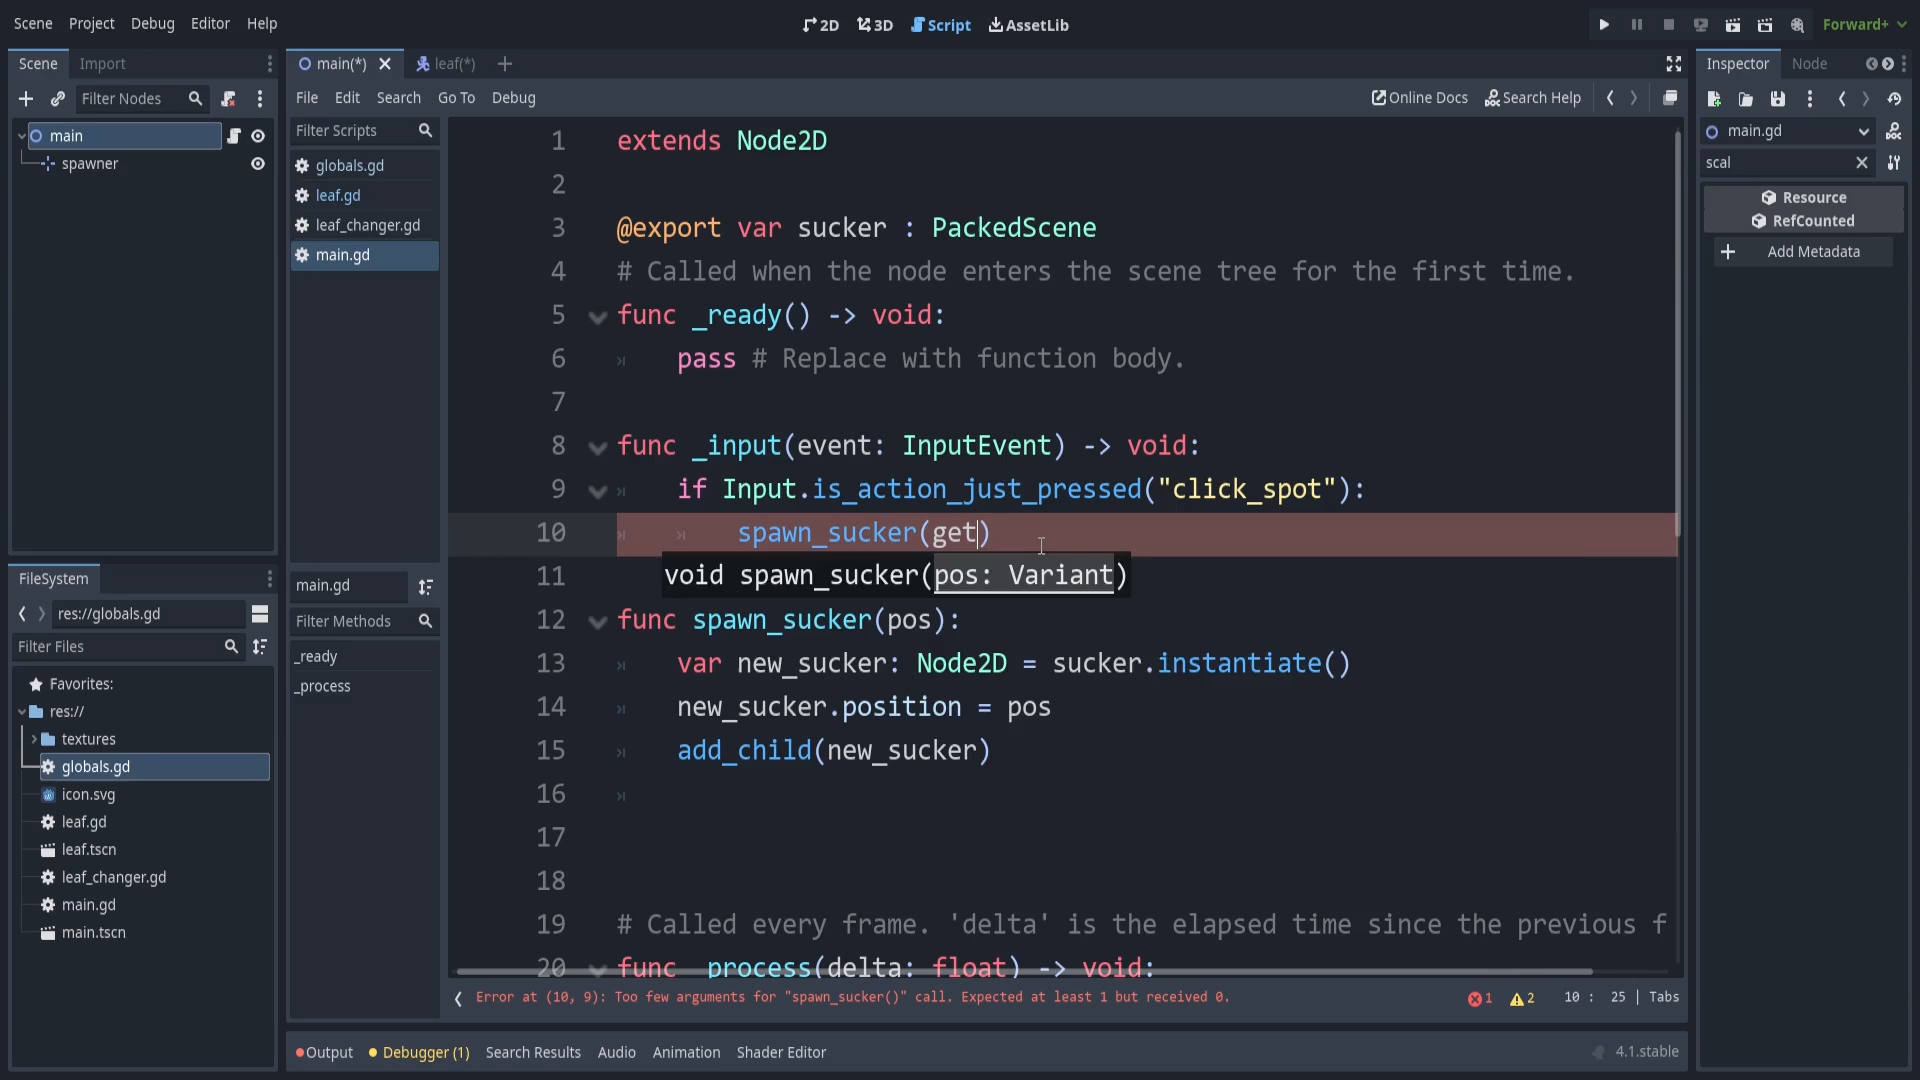 Scene Project Debug Editor Help
2D 3D Script AssetLib
Forward+
Scene Import
main(*) leaf(*)
Inspector Node
Filter Nodes
File Edit Search Go To Debug
Online Docs Search Help
main
spawner
Filter Scripts
globals.gd
leaf.gd
leaf_changer.gd
main.gd
main.gd
Filter Methods
_ready
_process
1 extends Node2D
2
3 @export var sucker : PackedScene
4 # Called when the node enters the scene tree for the first time.
5 func _ready() -> void:
6 pass # Replace with function body.
7
8 func _input(event: InputEvent) -> void:
9 if Input.is_action_just_pressed("click_spot"):
10 spawn_sucker(get)
void spawn_sucker(pos: Variant)
11
12 func spawn_sucker(pos):
13 var new_sucker: Node2D = sucker.instantiate()
14 new_sucker.position = pos
15 add_child(new_sucker)
16
17
18
19 # Called every frame. 'delta' is the elapsed time since the previous f
20 func _process(delta: float) -> void:
Error at (10, 9): Too few arguments for "spawn_sucker()" call. Expected at least 1 but received 0.
1 2 10 : 25 | Tabs
Output Debugger (1) Search Results Audio Animation Shader Editor
4.1.stable
main.gd
scal
Resource
RefCounted
Add Metadata
FileSystem
res://globals.gd
Filter Files
Favorites:
res://
textures
globals.gd
icon.svg
leaf.gd
leaf.tscn
leaf_changer.gd
main.gd
main.tscn